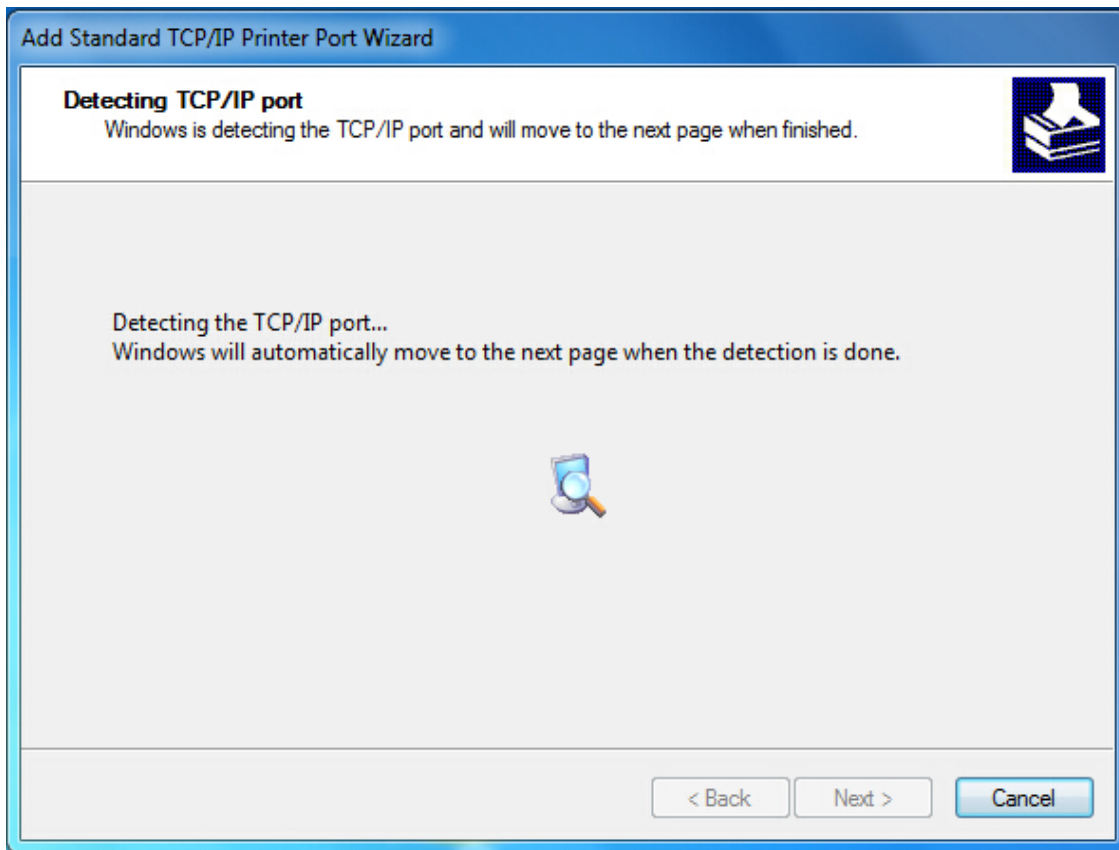 Add Standard TCP/IP Printer Port Wizard
Detecting TCP/IP port
Windows is detecting the TCP/IP port and will move to the next page when finished.
Detecting the TCP/IP port...
Windows will automatically move to the next page when the detection is done.
< Back Next > Cancel